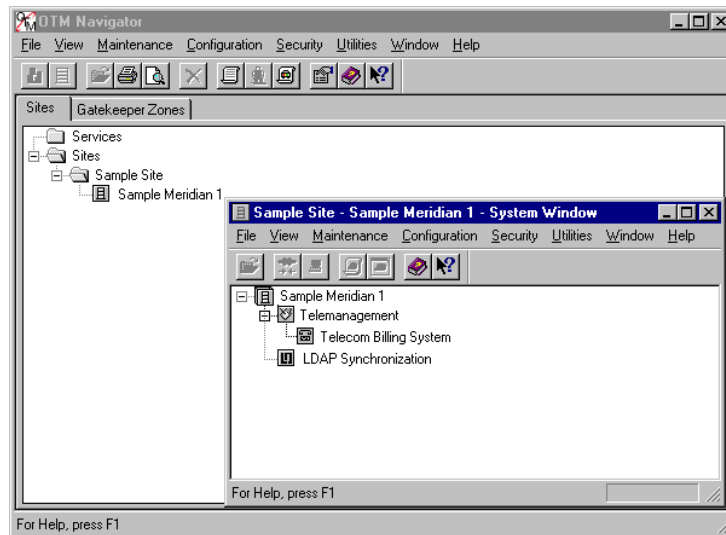 OTM Navigator
File View Maintenance Configuration Security Utilities Window Help
Sites Gatekeeper Zones
Services
Sites
Sample Site
Sample Meridian 1
Sample Site - Sample Meridian 1 - System Window
File View Maintenance Configuration Security Utilities Window Help
Sample Meridian 1
Telemanagement
Telecom Billing System
LDAP Synchronization
For Help, press F1
For Help, press F1